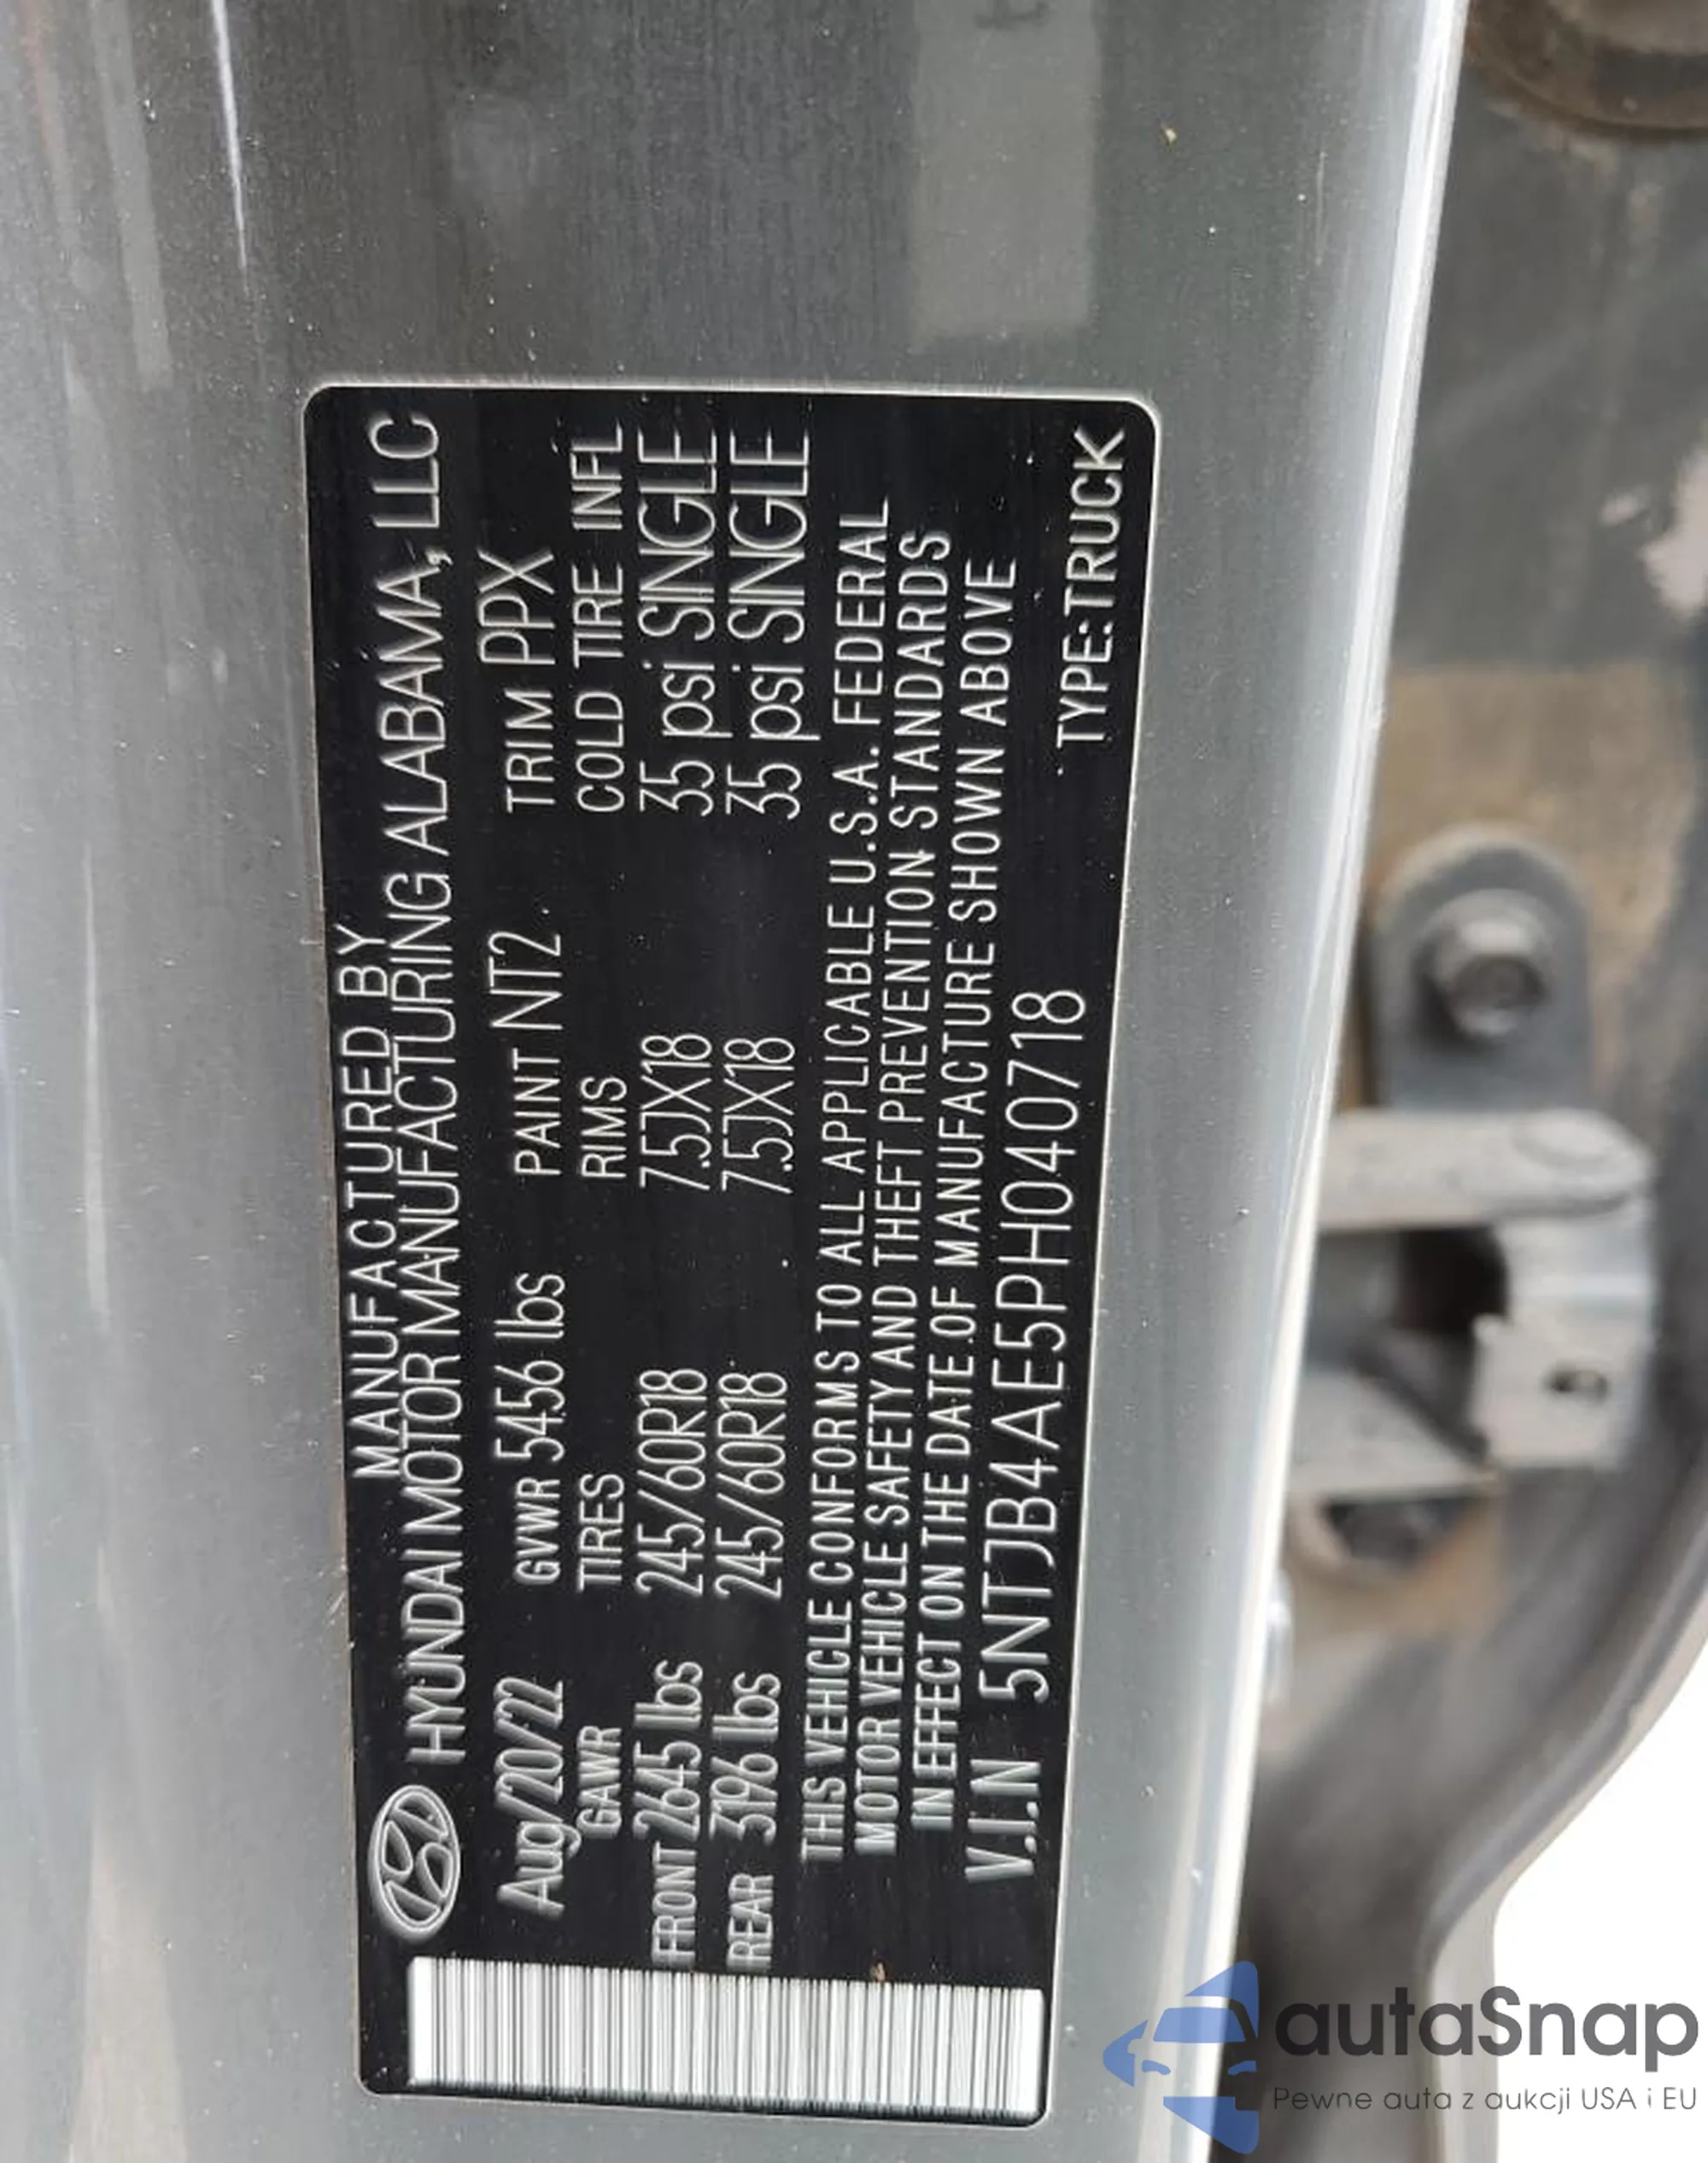 MANUFACTURED BY
HYUNDAI MOTOR MANUFACTURING ALABAMA, LLC
Aug/20/22 GVWR 5456 lbs PAINT NT2 TRIM PPX
GAWR TIRES RIMS COLD TIRE INFL
FRONT 2645 lbs 245/60R18 7.5JX18 35 psi SINGLE
REAR 3196 lbs 245/60R18 7.5JX18 35 psi SINGLE
THIS VEHICLE CONFORMS TO ALL APPLICABLE U.S.A. FEDERAL
MOTOR VEHICLE SAFETY AND THEFT PREVENTION STANDARDS
IN EFFECT ON THE DATE OF MANUFACTURE SHOWN ABOVE
V.I.N 5NTJB4AE5PH040718 TYPE:TRUCK
autaSnap
Pewne auta z aukcji USA i EU